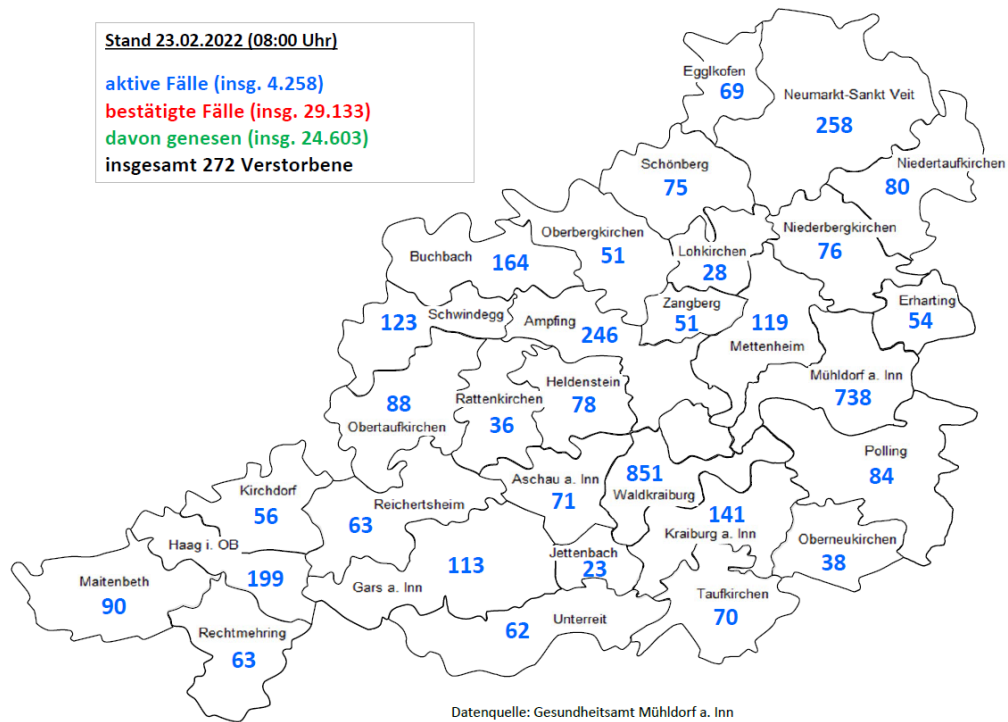 Stand 23.02.2022 (08:00 Uhr)
aktive Fälle (insg. 4.258)
bestätigte Fälle (insg. 29.133)
davon genesen (insg. 24.603)
insgesamt 272 Verstorbene
Egglkofen
69
Neumarkt-Sankt Veit
258
Niedertaufkirchen
80
Schönberg
75
Oberbergkirchen
51
Lohkirchen
28
Niederbergkirchen
76
Buchbach 164
Zangberg
51
Erharting
54
123 Schwindegg
Ampfing
246
119
Mettenheim
Mühldorf a. Inn
738
88
Obertaufkirchen
Rattenkirchen
36
Heldenstein
78
Polling
84
Aschau a. Inn
71
851
Waldkraiburg
141
Kraiburg a. Inn
Oberneukirchen
38
Kirchdorf
56
Reichertsheim
63
Haag i. OB
199
113
Gars a. Inn
Jettenbach
23
Maitenbeth
90
Taufkirchen
70
Rechtmehring
63
62 Unterreit
Datenquelle: Gesundheitsamt Mühldorf a. Inn